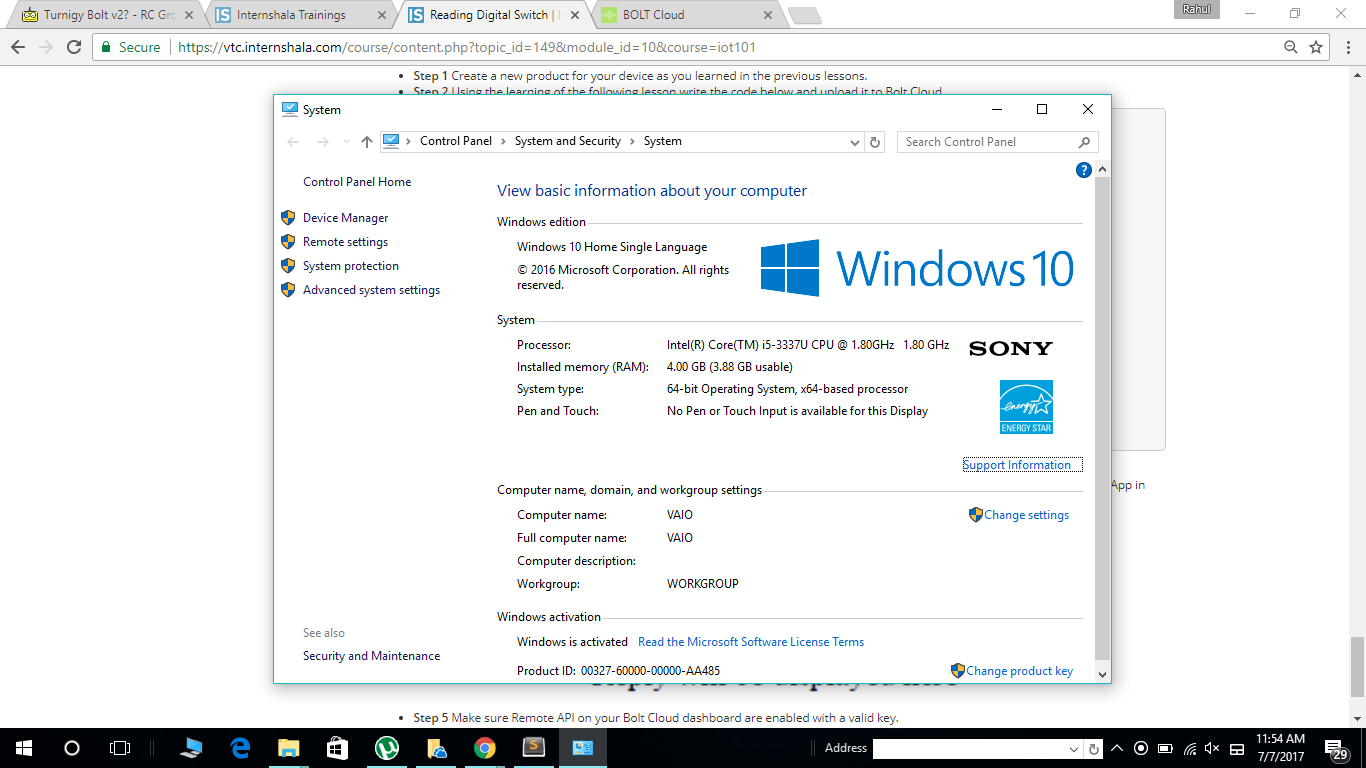 Turnigy Bolt v2? - RC Gro
Internshala Trainings
Reading Digital Switch |
BOLT Cloud
Rahul
Secure
https://vtc.internshala.com/course/content.php?topic_id=149&module_id=10&course=iot101
Step 1 Create a new product for your device as you learned in the previous lessons.
Step 2 Using the learning of the following lesson write the code below and upload it to Bolt Cloud
System
Control Panel > System and Security > System
Search Control Panel
Control Panel Home
Device Manager
Remote settings
System protection
Advanced system settings
See also
Security and Maintenance
View basic information about your computer
Windows edition
Windows 10 Home Single Language
© 2016 Microsoft Corporation. All rights
reserved.
Windows 10
System
Processor: Intel(R) Core(TM) i5-3337U CPU @ 1.80GHz 1.80 GHz
Installed memory (RAM): 4.00 GB (3.88 GB usable)
System type: 64-bit Operating System, x64-based processor
Pen and Touch: No Pen or Touch Input is available for this Display
SONY
energy
ENERGY STAR
Support Information
Computer name, domain, and workgroup settings
Computer name: VAIO
Full computer name: VAIO
Computer description:
Workgroup: WORKGROUP
Change settings
Windows activation
Windows is activated Read the Microsoft Software License Terms
Product ID: 00327-60000-00000-AA485
Change product key
App in
Step 5 Make sure Remote API on your Bolt Cloud dashboard are enabled with a valid key.
Address
11:54 AM
7/7/2017
29